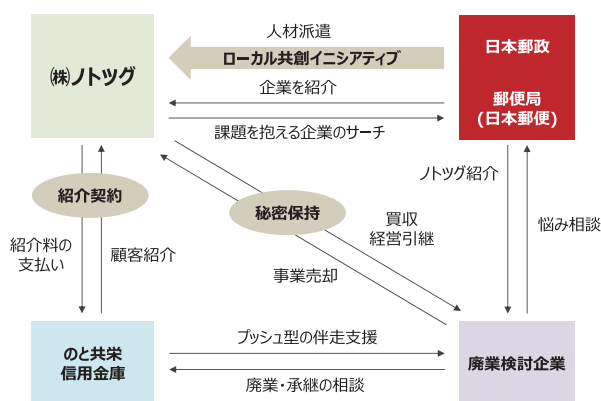 人材派遣
ローカル共創イニシアティブ
㈱ノトツグ
日本郵政
郵便局
(日本郵便)
企業を紹介
課題を抱える企業のサーチ
ノトツグ紹介
紹介契約
秘密保持
買収
経営引継
悩み相談
紹介料の
支払い
顧客紹介
事業売却
のと共栄
信用金庫
プッシュ型の伴走支援
廃業検討企業
廃業・承継の相談